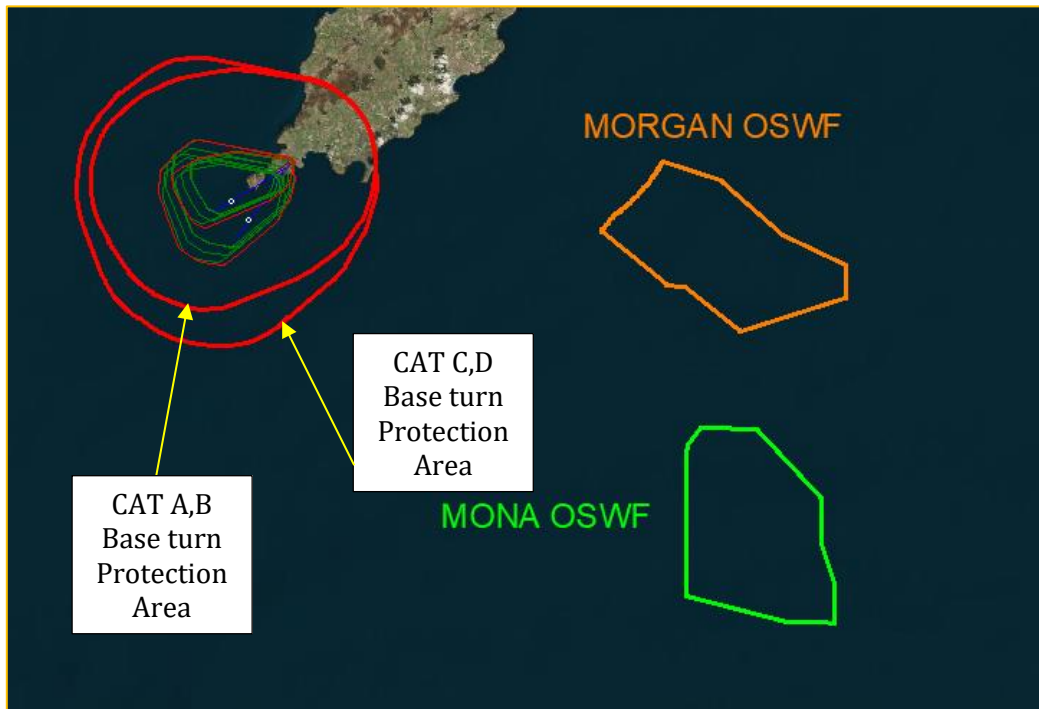 MORGAN OSWF
CAT C,D
Base turn
Protection
Area
CAT A,B
Base turn
Protection
Area
MONA OSWF